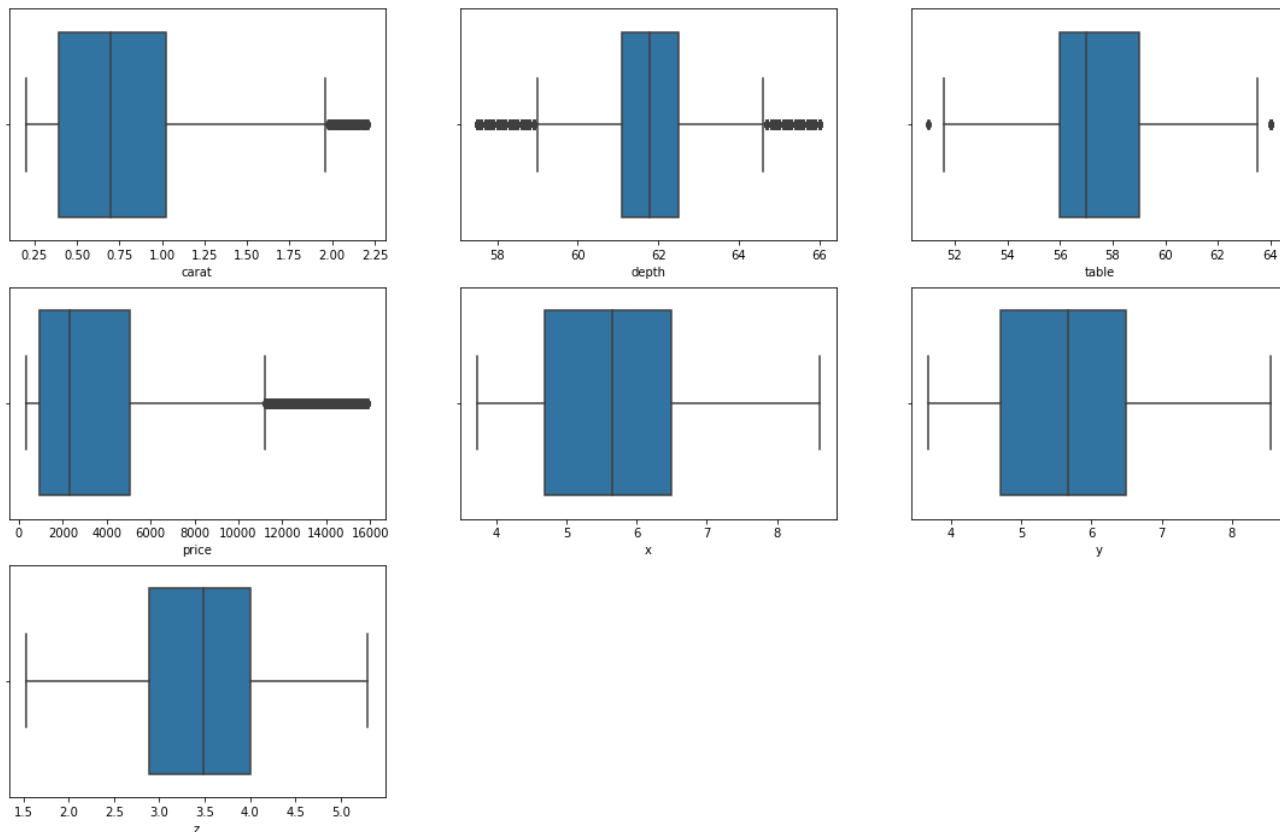 0.25 0.50 0.75 1.00 1.25 1.50 1.75 2.00 2.25
carat
58 60 62 64 66
depth
52 54 56 58 60 62 64
table
0 2000 4000 6000 8000 10000 12000 14000 16000
price
4 5 6 7 8
x
4 5 6 7 8
y
1.5 2.0 2.5 3.0 3.5 4.0 4.5 5.0
z